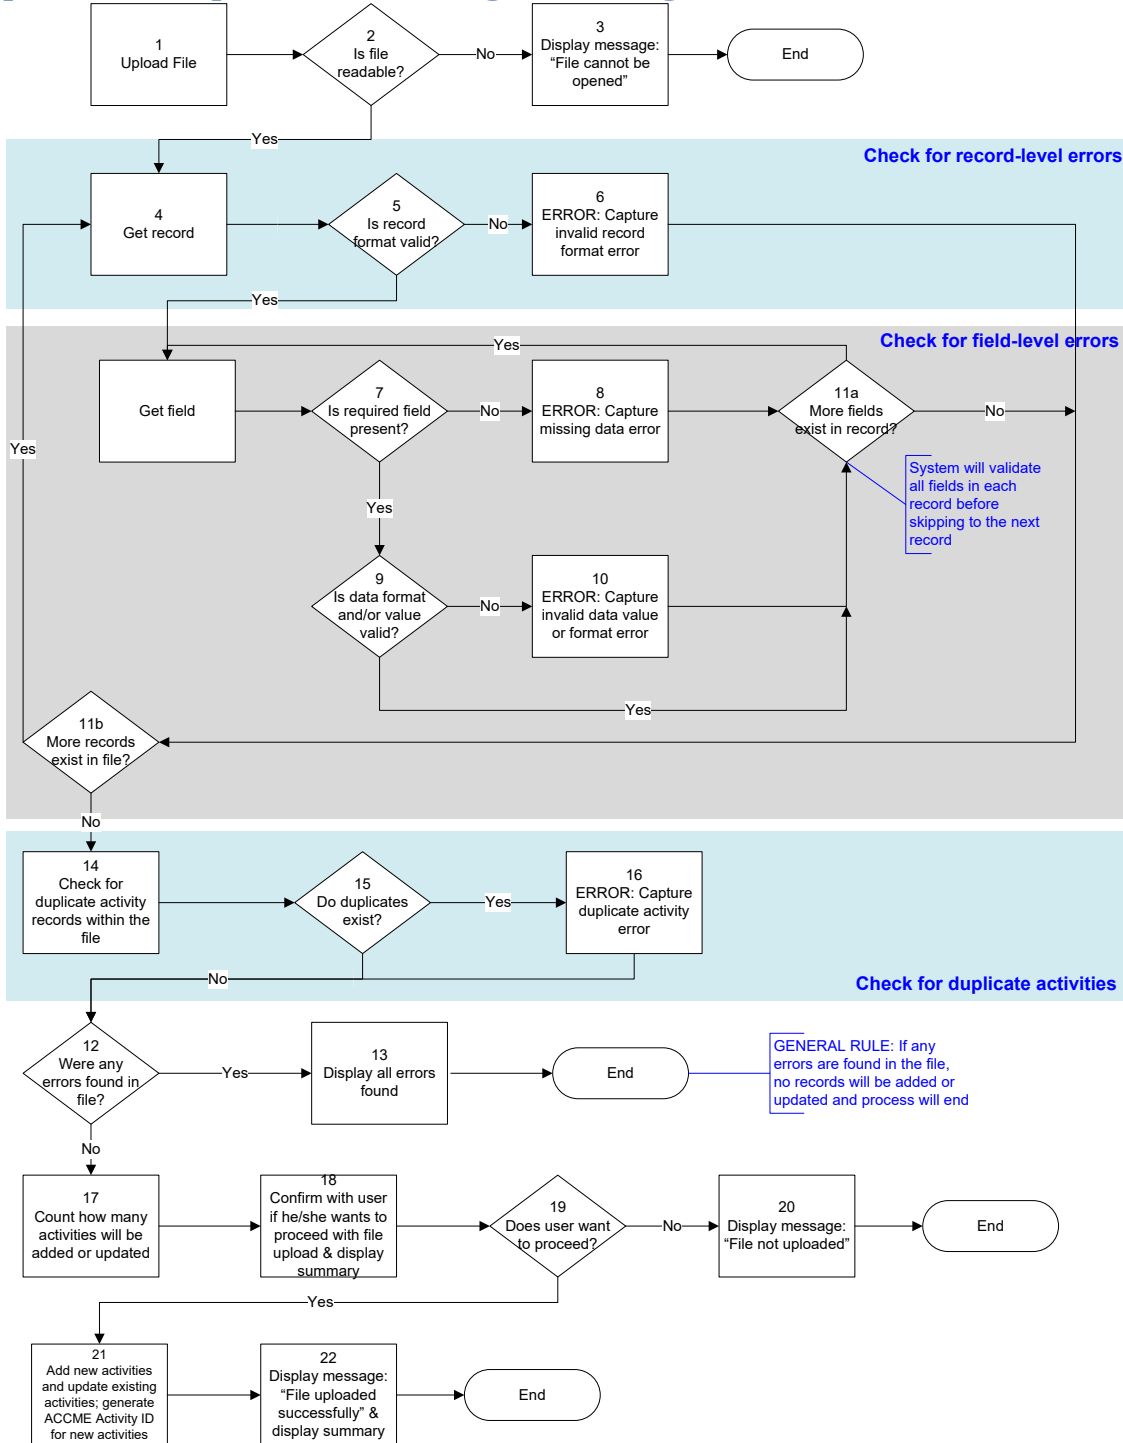 1
Upload File
2
Is file
readable?
No
3
Display message:
“File cannot be
opened”
End
Yes
Check for record-level errors
4
Get record
5
Is record
format valid?
No
6
ERROR: Capture
invalid record
format error
Yes
Check for field-level errors
Yes
Get field
7
Is required field
present?
No
8
ERROR: Capture
missing data error
11a
More fields
exist in record?
No
Yes
System will validate
all fields in each
record before
skipping to the next
record
Yes
9
Is data format
and/or value
valid?
No
10
ERROR: Capture
invalid data value
or format error
Yes
11b
More records
exist in file?
No
14
Check for
duplicate activity
records within the
file
15
Do duplicates
exist?
Yes
16
ERROR: Capture
duplicate activity
error
No
Check for duplicate activities
12
Were any
errors found in
file?
Yes
13
Display all errors
found
End
GENERAL RULE: If any
errors are found in the file,
no records will be added or
updated and process will end
No
17
Count how many
activities will be
added or updated
18
Confirm with user
if he/she wants to
proceed with file
upload & display
summary
19
Does user want
to proceed?
No
20
Display message:
“File not uploaded”
End
Yes
21
Add new activities
and update existing
activities; generate
ACCME Activity ID
for new activities
22
Display message:
“File uploaded
successfully” &
display summary
End